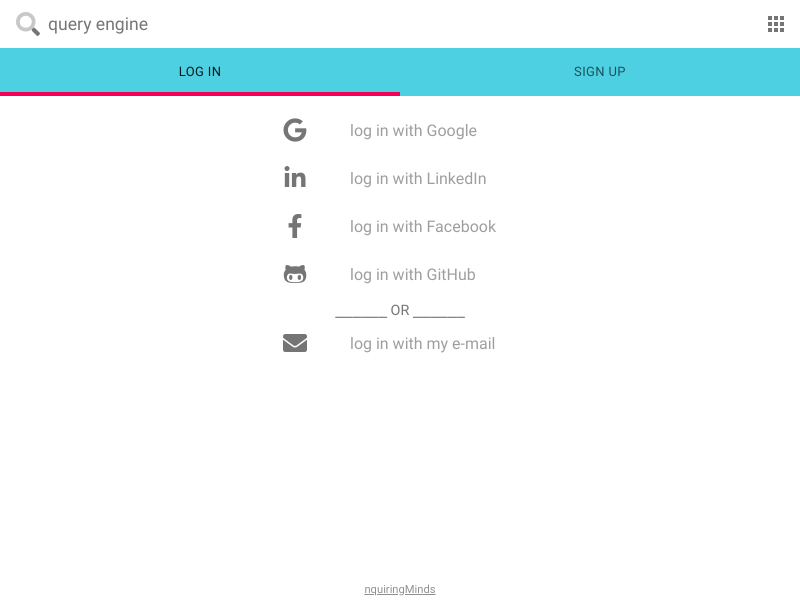 query engine
LOG IN
SIGN UP
log in with Google
log in with LinkedIn
log in with Facebook
log in with GitHub
_______ OR _______
log in with my e-mail
nquiringMinds